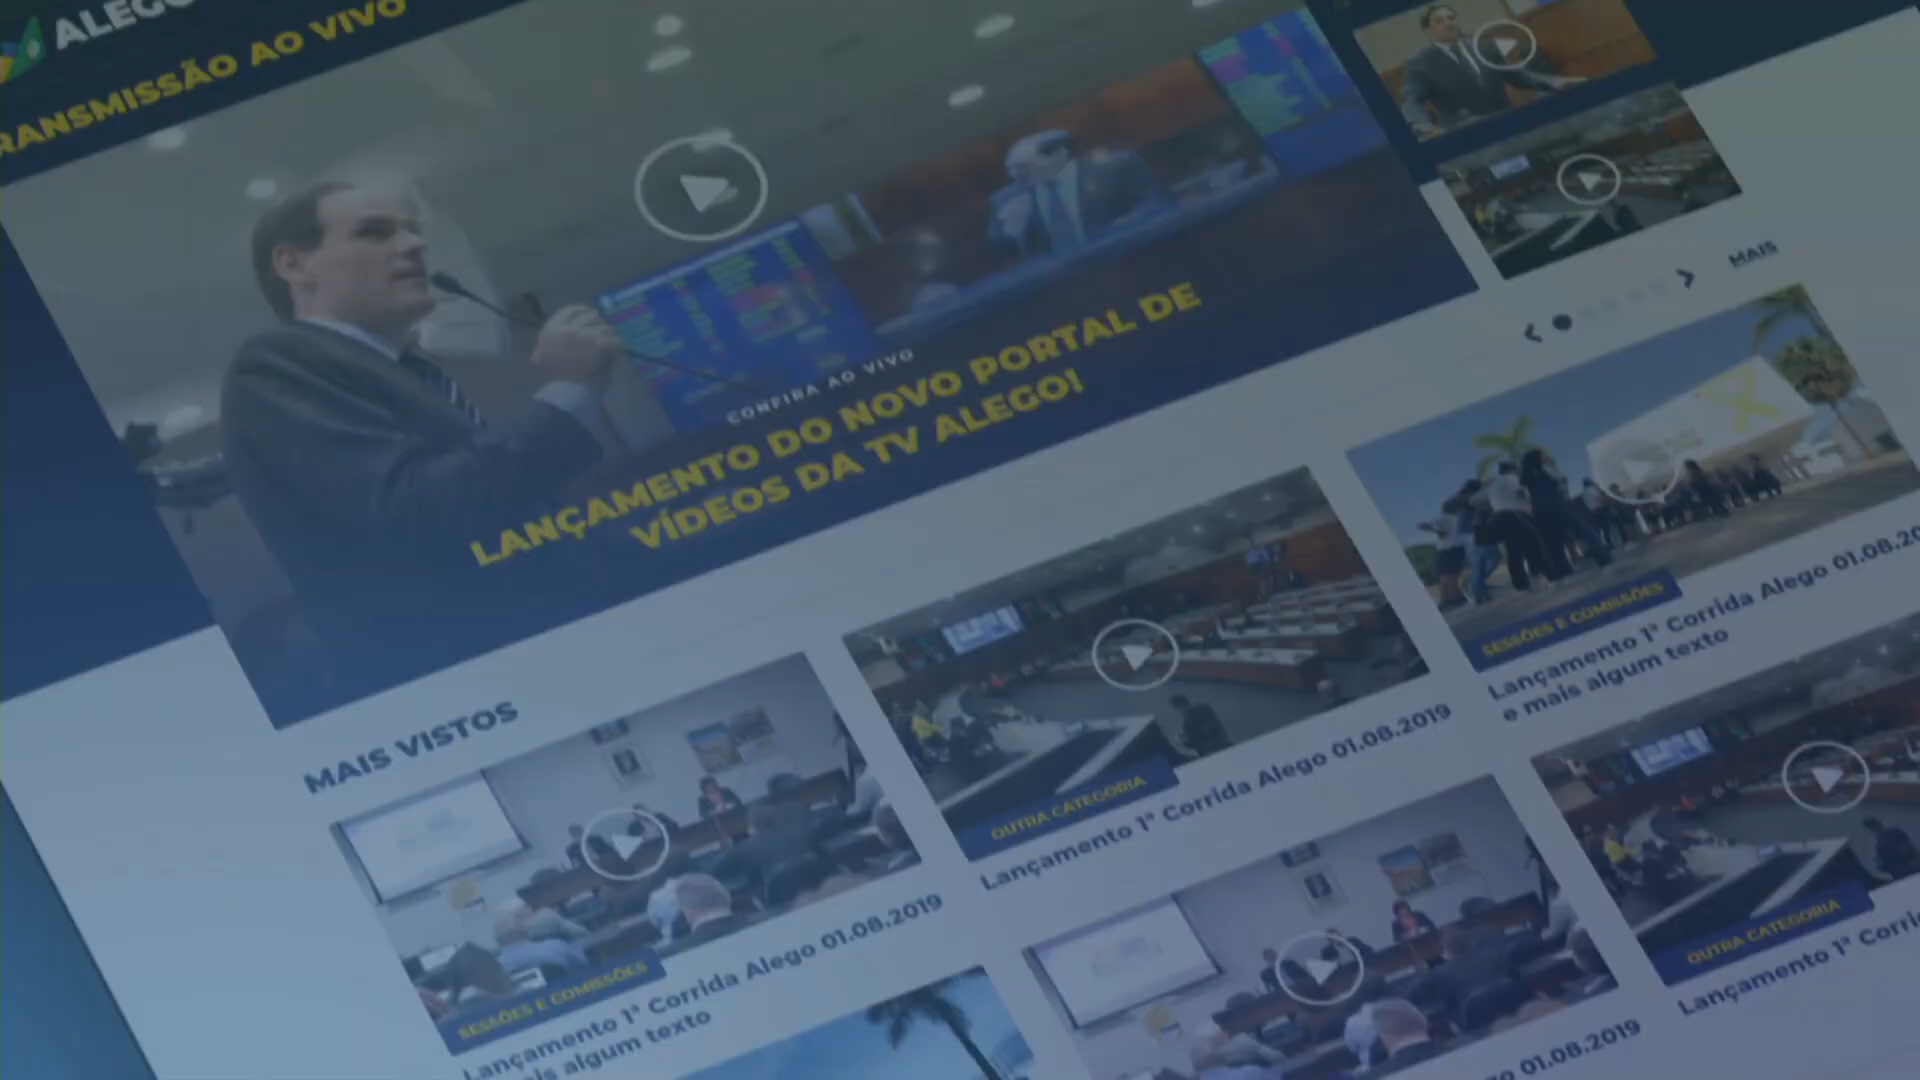 ALEGO
TRANSMISSÃO AO VIVO
CONFIRA AO VIVO
LANÇAMENTO DO NOVO PORTAL DE
VÍDEOS DA TV ALEGO!
MAIS
MAIS VISTOS
SESSÕES E COMISSÕES
Lançamento 1ª Corrida Alego 01.08.2019
mais algum texto
OUTRA CATEGORIA
Lançamento 1ª Corrida Alego 01.08.2019
SESSÕES E COMISSÕES
Lançamento 1ª Corrida Alego 01.08.20
e mais algum texto
OUTRA CATEGORIA
Lançamento 1ª Corri
01.08.2019